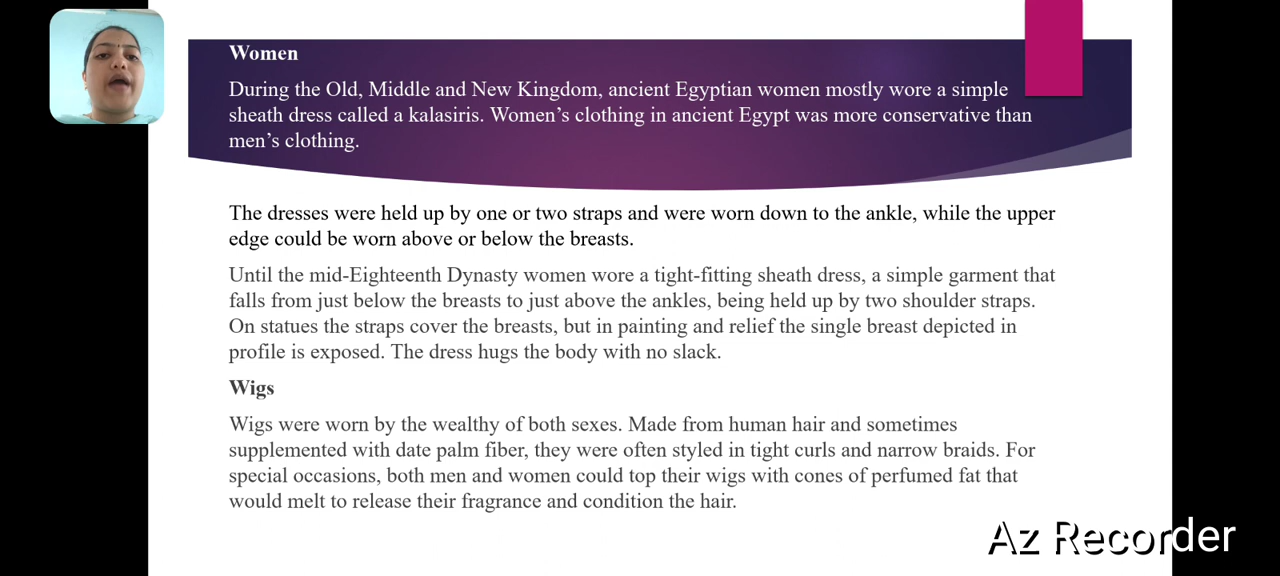 Women
During the Old, Middle and New Kingdom, ancient Egyptian women mostly wore a simple
sheath dress called a kalasiris. Women’s clothing in ancient Egypt was more conservative than
men’s clothing.
The dresses were held up by one or two straps and were worn down to the ankle, while the upper
edge could be worn above or below the breasts.
Until the mid-Eighteenth Dynasty women wore a tight-fitting sheath dress, a simple garment that
falls from just below the breasts to just above the ankles, being held up by two shoulder straps.
On statues the straps cover the breasts, but in painting and relief the single breast depicted in
profile is exposed. The dress hugs the body with no slack.
Wigs
Wigs were worn by the wealthy of both sexes. Made from human hair and sometimes
supplemented with date palm fiber, they were often styled in tight curls and narrow braids. For
special occasions, both men and women could top their wigs with cones of perfumed fat that
would melt to release their fragrance and condition the hair.
Az Recorder